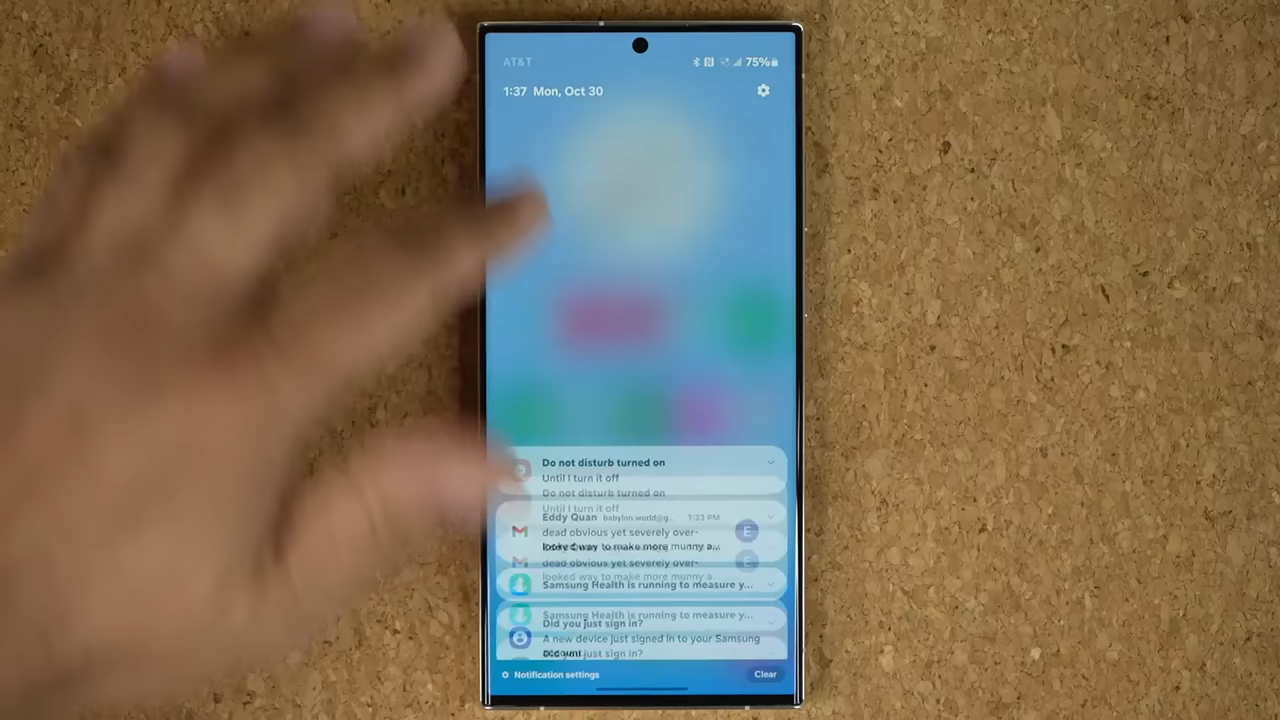 AT&T
75%
1:37 Mon, Oct 30
Do not disturb turned on
Until I turn it off
Do not disturb turned on
Until I turn it off
Eddy Quan babylon.world@g... 1:33 PM
dead obvious yet severely over-
looked way to make more munny a...
E
dead obvious yet severely over-
E
looked way to make more munny a...
Samsung Health is running to measure y...
Samsung Health is running to measure y...
Did you just sign in?
A new device just signed in to your Samsung
account.
Did you just sign in?
Notification settings
Clear